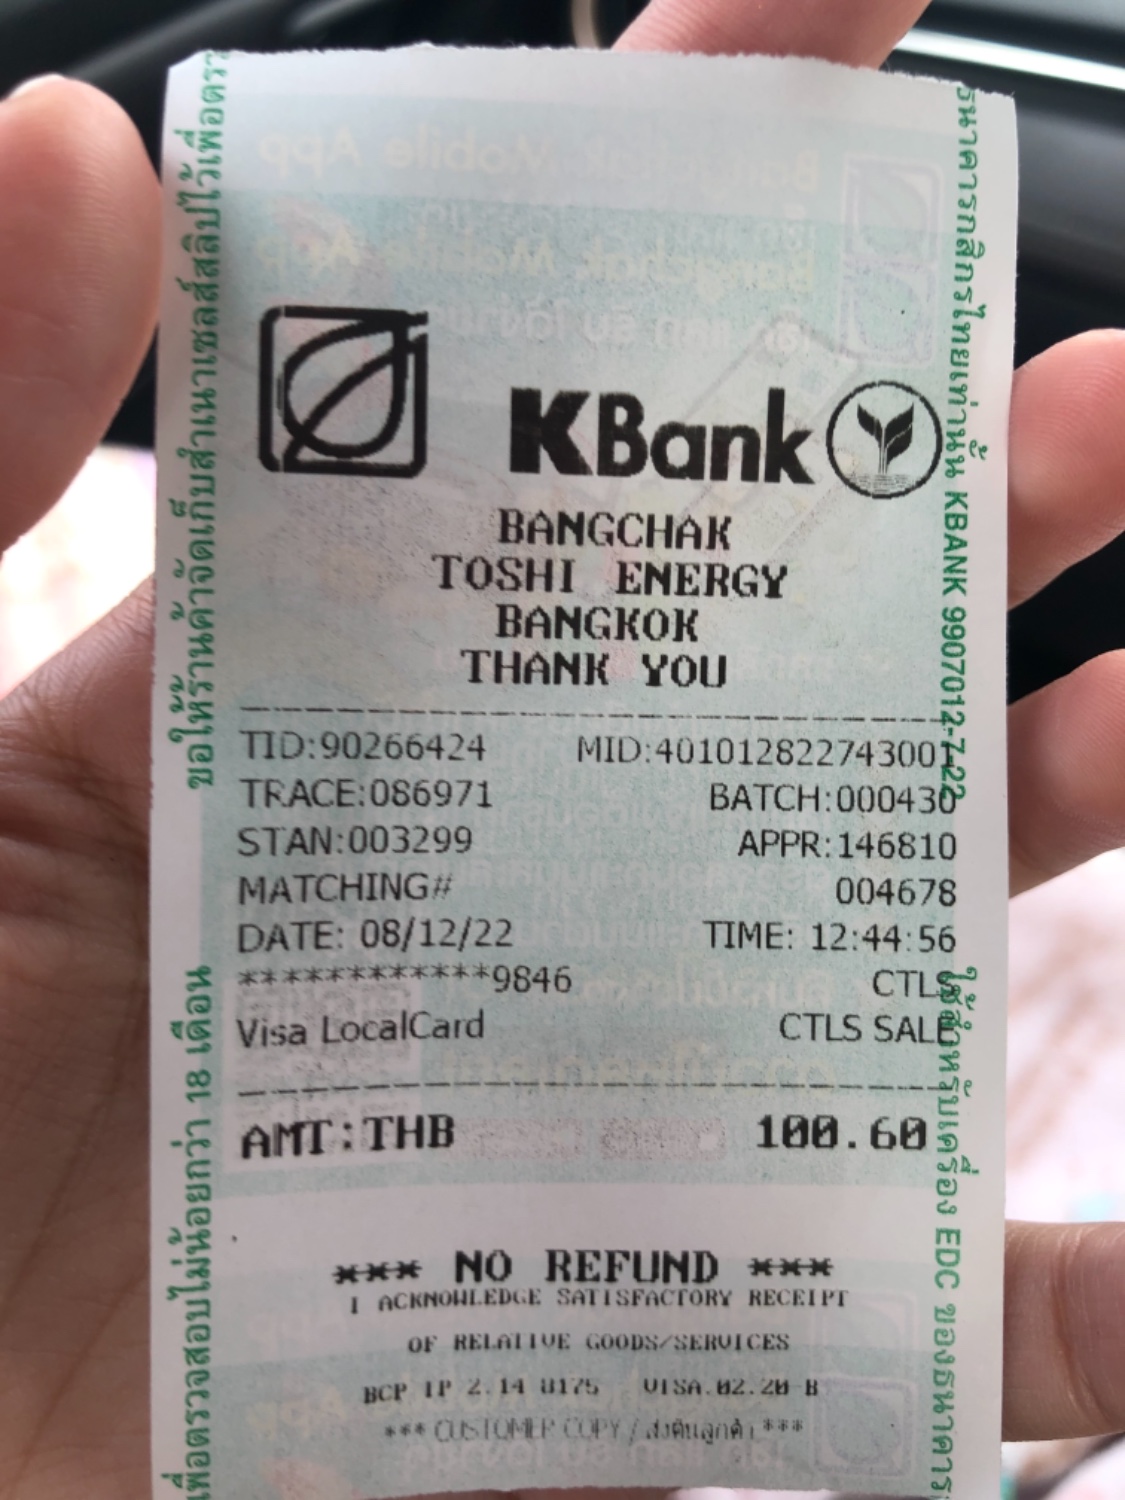 KBank
BANGCHAK
TOSHI ENERGY
BANGKOK
THANK YOU
TID:90266424 MID:401012822743001
TRACE:086971 BATCH:000430
STAN:003299 APPR:146810
MATCHING# 004678
DATE: 08/12/22 TIME: 12:44:56
************9846 CTLS
Visa LocalCard CTLS SALE
AMT:THB 100.60
*** NO REFUND ***
I ACKNOWLEDGE SATISFACTORY RECEIPT
OF RELATIVE GOODS/SERVICES
BCP IP 2.14 8175 VISA.02.20 B
*** CUSTOMER COPY / ส่วนลูกค้า ***
ขอให้ร้านค้าจัดเก็บสำเนาเซลส์สลิปไว้เพื่อตรว
เพื่อตรวจสอบไม่น้อยกว่า 18 เดือน
ธนาคารกสิกรไทยเท่านั้น KBANK 9907012-7-22
ใช้สำหรับเครื่อง EDC ของธนาคาร